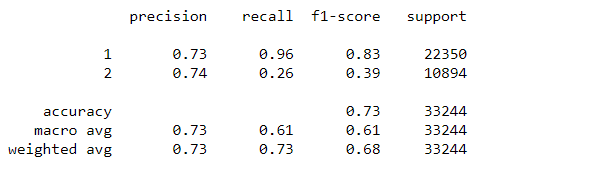 precision recall f1-score support
1 0.73 0.96 0.83 22350
2 0.74 0.26 0.39 10894
accuracy 0.73 33244
macro avg 0.73 0.61 0.61 33244
weighted avg 0.73 0.73 0.68 33244